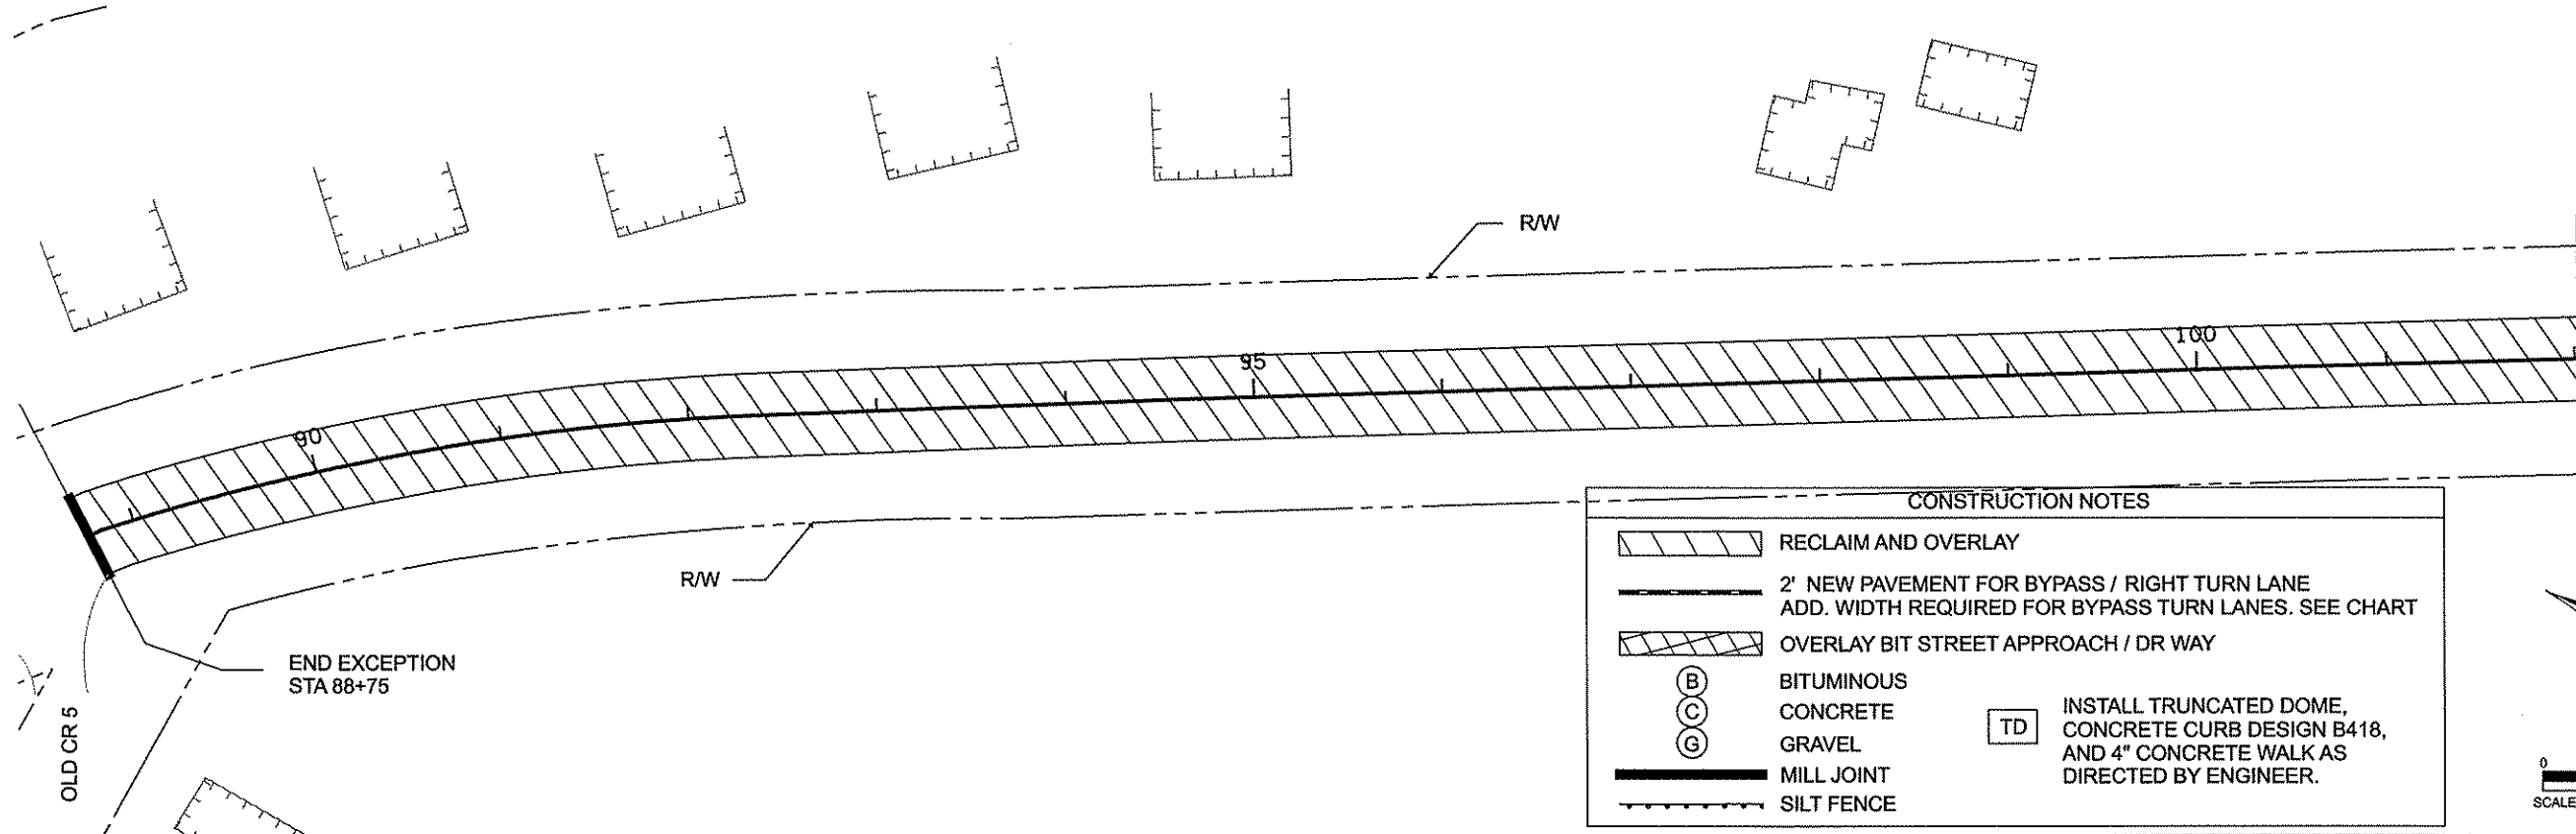 R/W
90
95
100
R/W
END EXCEPTION
STA 88+75
OLD CR 5
CONSTRUCTION NOTES
RECLAIM AND OVERLAY
2' NEW PAVEMENT FOR BYPASS / RIGHT TURN LANE
ADD. WIDTH REQUIRED FOR BYPASS TURN LANES. SEE CHART
OVERLAY BIT STREET APPROACH / DR WAY
B BITUMINOUS
C CONCRETE
G GRAVEL
MILL JOINT
SILT FENCE
TD
INSTALL TRUNCATED DOME,
CONCRETE CURB DESIGN B418,
AND 4" CONCRETE WALK AS
DIRECTED BY ENGINEER.
0
SCALE